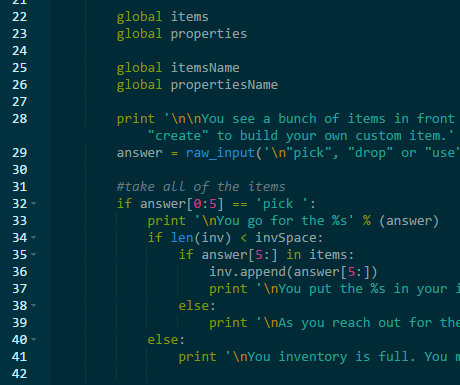 21
22 global items
23 global properties
24
25 global itemsName
26 global propertiesName
27
28 print '\n\nYou see a bunch of items in front
"create" to build your own custom item.'
29 answer = raw_input('\n"pick", "drop" or "use"
30
31 #take all of the items
32 if answer[0:5] == 'pick ':
33 print '\nYou go for the %s' % (answer)
34 if len(inv) < invSpace:
35 if answer[5:] in items:
36 inv.append(answer[5:])
37 print '\nYou put the %s in your i
38 else:
39 print '\nAs you reach out for the
40 else:
41 print '\nYou inventory is full. You m
42